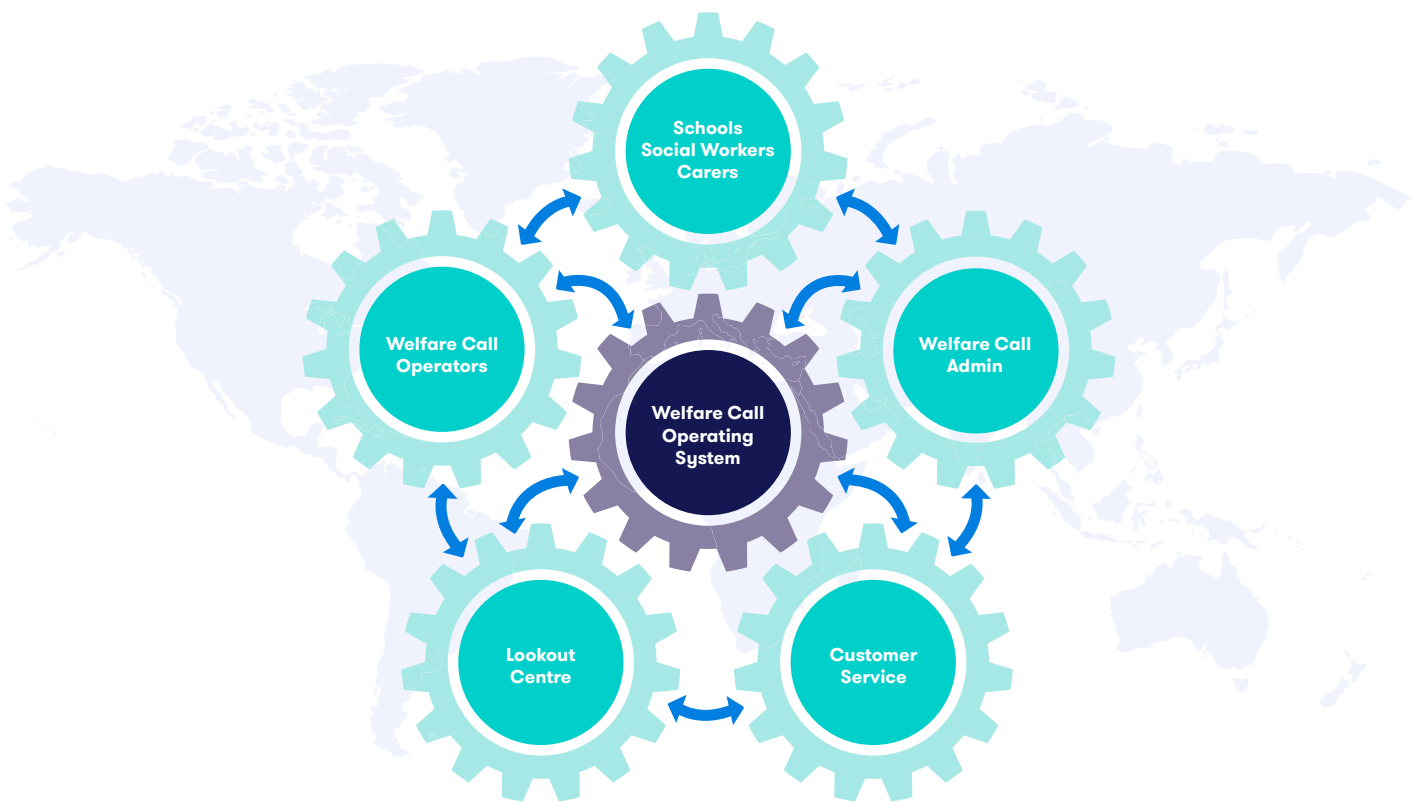 Schools
Social Workers
Carers
Welfare Call
Operators
Welfare Call
Admin
Welfare Call
Operating
System
Lookout
Centre
Customer
Service